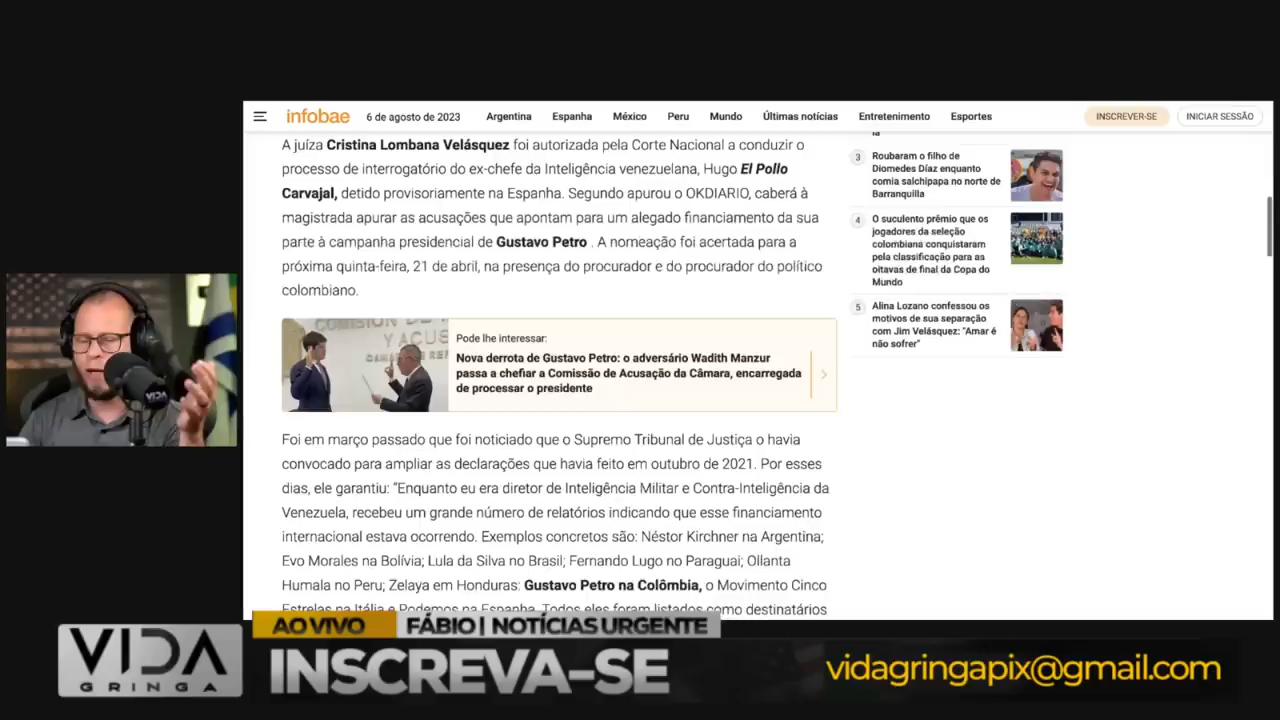 infobae
6 de agosto de 2023
Argentina
Espanha
México
Peru
Mundo
Últimas notícias
Entretenimento
Esportes
INSCREVER-SE
INICIAR SESSÃO
A juíza Cristina Lombana Velásquez foi autorizada pela Corte Nacional a conduzir o
processo de interrogatório do ex-chefe da Inteligência venezuelana, Hugo El Pollo
Carvajal, detido provisoriamente na Espanha. Segundo apurou o OKDIARIO, caberá à
magistrada apurar as acusações que apontam para um alegado financiamento da sua
parte à campanha presidencial de Gustavo Petro . A nomeação foi acertada para a
próxima quinta-feira, 21 de abril, na presença do procurador e do procurador do político
colombiano.
Pode lhe interessar:
Nova derrota de Gustavo Petro: o adversário Wadith Manzur
passa a chefiar a Comissão de Acusação da Câmara, encarregada
de processar o presidente
Foi em março passado que foi noticiado que o Supremo Tribunal de Justiça o havia
convocado para ampliar as declarações que havia feito em outubro de 2021. Por esses
dias, ele garantiu: “Enquanto eu era diretor de Inteligência Militar e Contra-Inteligência da
Venezuela, recebeu um grande número de relatórios indicando que esse financiamento
internacional estava ocorrendo. Exemplos concretos são: Néstor Kirchner na Argentina;
Evo Morales na Bolívia; Lula da Silva no Brasil; Fernando Lugo no Paraguai; Ollanta
Humala no Peru; Zelaya em Honduras: Gustavo Petro na Colômbia, o Movimento Cinco
Estrelas na Itália e Podemos na Espanha. Todos eles foram listados como destinatários
3
Roubaram o filho de
Diomedes Díaz enquanto
comia salchipapa no norte de
Barranquilla
4
O suculento prêmio que os
jogadores da seleção
colombiana conquistaram
pela classificação para as
oitavas de final da Copa do
Mundo
5
Alina Lozano confessou os
motivos de sua separação
com Jim Velásquez: “Amar é
não sofrer”
VIDA
AO VIVO
FÁBIO | NOTÍCIAS URGENTE
VIDA
GRINGA
INSCREVA-SE
vidagringapix@gmail.com